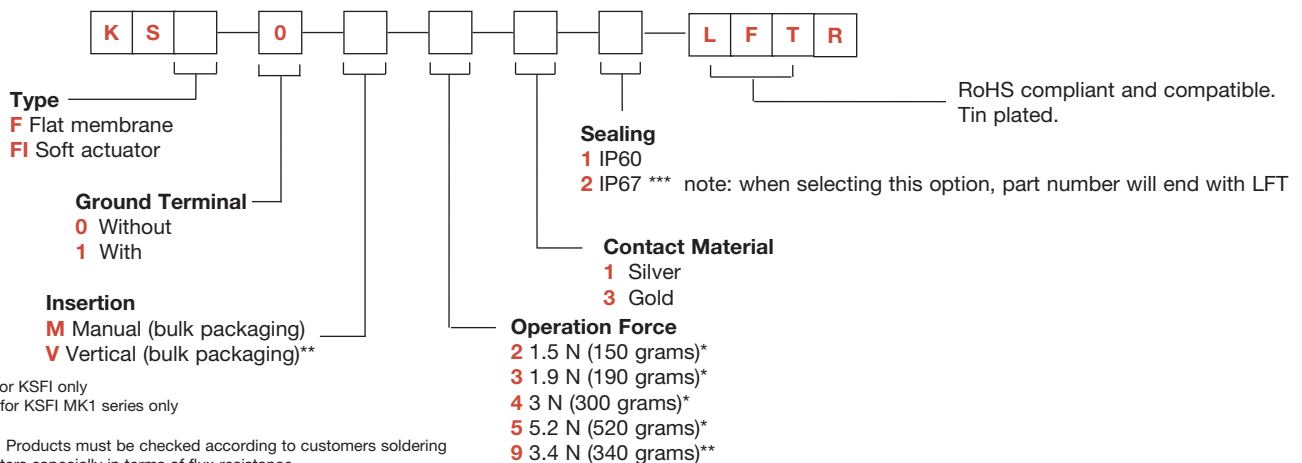 K S 0 L F T R
RoHS compliant and compatible.
Tin plated.
Type
F Flat membrane
FI Soft actuator
Sealing
1 IP60
2 IP67 *** note: when selecting this option, part number will end with LFT
Ground Terminal
0 Without
1 With
Contact Material
1 Silver
3 Gold
Insertion
M Manual (bulk packaging)
V Vertical (bulk packaging)**
Operation Force
2 1.5 N (150 grams)*
3 1.9 N (190 grams)*
4 3 N (300 grams)*
5 5.2 N (520 grams)*
9 3.4 N (340 grams)**
or KSFI only
for KSFI MK1 series only
Products must be checked according to customers soldering